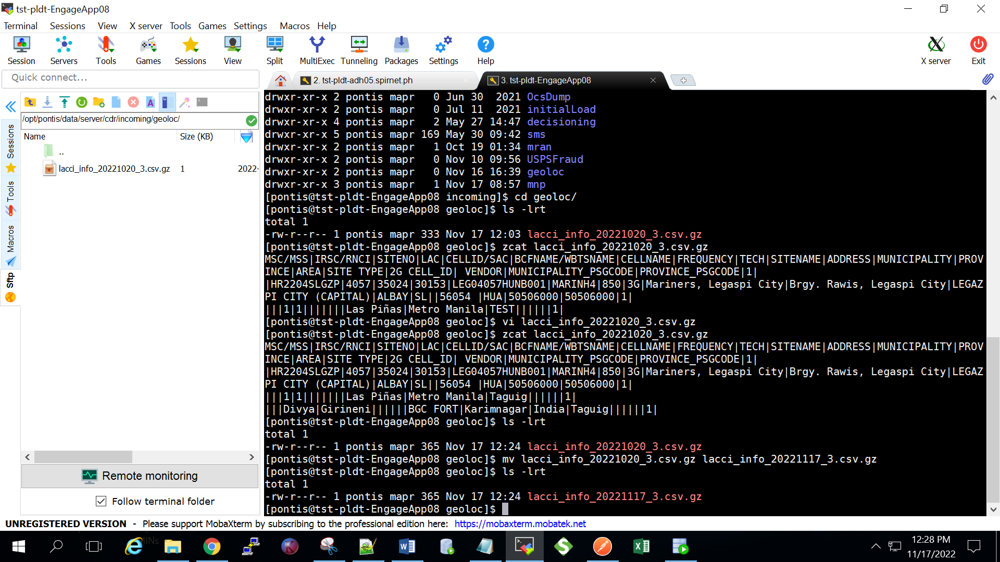 tst-pldt-EngageApp08
Terminal Sessions View X server Tools Games Settings Macros Help
Session Servers Tools Games Sessions View Split MultiExec Tunneling Packages Settings Help X server Exit
Quick connect...
2. tst-pldt-adh05.spirnet.ph
3. tst-pldt-EngageApp08
/opt/pontis/data/server/cdr/incoming/geoloc/
Name Size (KB)
..
lacci_info_20221020_3.csv.gz 1 2022-
Sessions
Tools
Macros
Sftp
Remote monitoring
Follow terminal folder
drwxr-xr-x 2 pontis mapr   0 Jun 30  2021 OcsDump
drwxr-xr-x 2 pontis mapr   0 Jul 11  2021 initialLoad
drwxr-xr-x 4 pontis mapr   2 May 27 14:47 decisioning
drwxr-xr-x 5 pontis mapr 169 May 30 09:42 sms
drwxr-xr-x 2 pontis mapr   1 Oct 19 01:34 mran
drwxr-xr-x 2 pontis mapr   0 Nov 10 09:56 USPSFraud
drwxr-xr-x 2 pontis mapr   0 Nov 16 16:39 geoloc
drwxr-xr-x 3 pontis mapr   1 Nov 17 08:57 mnp
[pontis@tst-pldt-EngageApp08 incoming]$ cd geoloc/
[pontis@tst-pldt-EngageApp08 geoloc]$ ls -lrt
total 1
-rw-r--r-- 1 pontis mapr 333 Nov 17 12:03 lacci_info_20221020_3.csv.gz
[pontis@tst-pldt-EngageApp08 geoloc]$ zcat lacci_info_20221020_3.csv.gz
MSC/MSS|IRSC/RNCI|SITENO|LAC|CELLID/SAC|BCFNAME/WBTSNAME|CELLNAME|FREQUENCY|TECH|SITENAME|ADDRESS|MUNICIPALITY|PROV
INCE|AREA|SITE TYPE|2G CELL_ID| VENDOR|MUNICIPALITY_PSGCODE|PROVINCE_PSGCODE|1|
|HR2204SLGZP|4057|35024|30153|LEG04057HUNB001|MARINH4|850|3G|Mariners, Legaspi City|Brgy. Rawis, Legaspi City|LEGAZ
PI CITY (CAPITAL)|ALBAY|SL||56054 |HUA|50506000|50506000|1|
|||1|1|||||||Las Piñas|Metro Manila|TEST||||||1|
[pontis@tst-pldt-EngageApp08 geoloc]$ vi lacci_info_20221020_3.csv.gz
[pontis@tst-pldt-EngageApp08 geoloc]$ zcat lacci_info_20221020_3.csv.gz
MSC/MSS|IRSC/RNCI|SITENO|LAC|CELLID/SAC|BCFNAME/WBTSNAME|CELLNAME|FREQUENCY|TECH|SITENAME|ADDRESS|MUNICIPALITY|PROV
INCE|AREA|SITE TYPE|2G CELL_ID| VENDOR|MUNICIPALITY_PSGCODE|PROVINCE_PSGCODE|1|
|HR2204SLGZP|4057|35024|30153|LEG04057HUNB001|MARINH4|850|3G|Mariners, Legaspi City|Brgy. Rawis, Legaspi City|LEGAZ
PI CITY (CAPITAL)|ALBAY|SL||56054 |HUA|50506000|50506000|1|
|||1|1|||||||Las Piñas|Metro Manila|Taguig||||||1|
|||Divya|Girineni||||||BGC FORT|Karimnagar|India|Taguig||||||1|
[pontis@tst-pldt-EngageApp08 geoloc]$ ls -lrt
total 1
-rw-r--r-- 1 pontis mapr 365 Nov 17 12:24 lacci_info_20221020_3.csv.gz
[pontis@tst-pldt-EngageApp08 geoloc]$ mv lacci_info_20221020_3.csv.gz lacci_info_20221117_3.csv.gz
[pontis@tst-pldt-EngageApp08 geoloc]$ ls -lrt
total 1
-rw-r--r-- 1 pontis mapr 365 Nov 17 12:24 lacci_info_20221117_3.csv.gz
[pontis@tst-pldt-EngageApp08 geoloc]$
UNREGISTERED VERSION - Please support MobaXterm by subscribing to the professional edition here: https://mobaxterm.mobatek.net
12:28 PM
11/17/2022